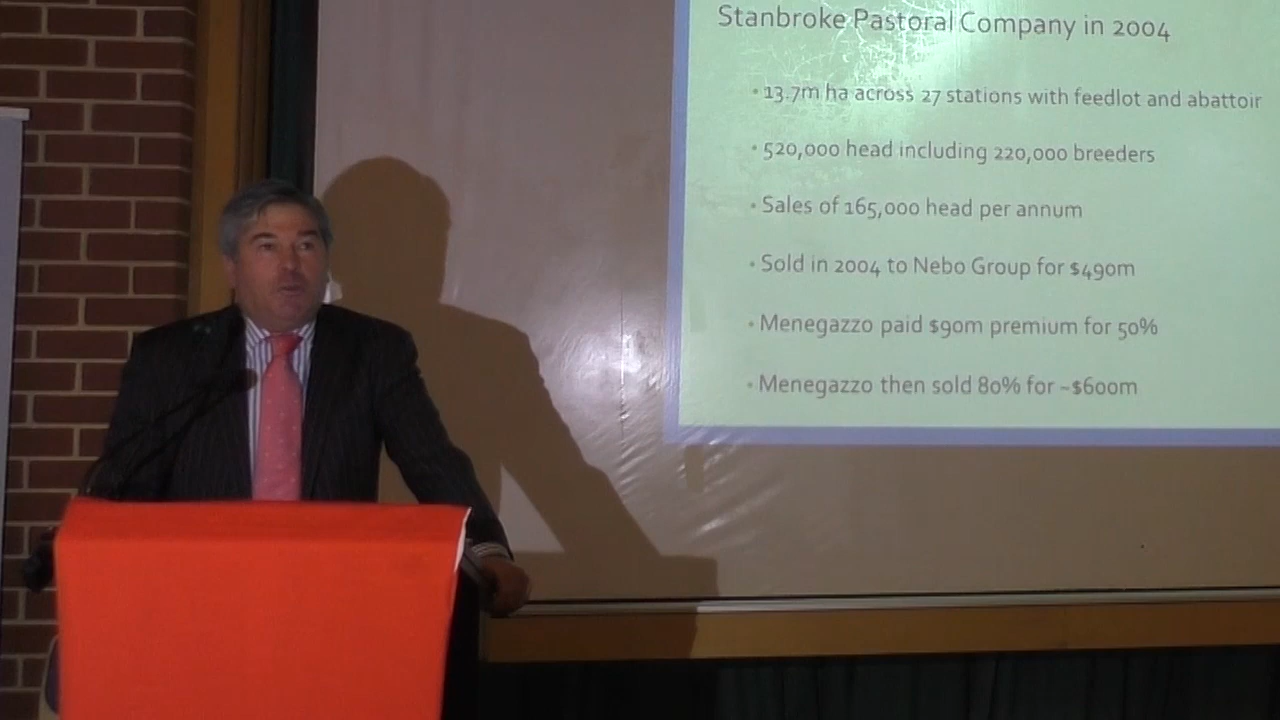 Stanbroke Pastoral Company in 2004
• 13.7m ha across 27 stations with feedlot and abattoir
• 520,000 head including 220,000 breeders
• Sales of 165,000 head per annum
• Sold in 2004 to Nebo Group for $490m
• Menegazzo paid $90m premium for 50%
• Menegazzo then sold 80% for ~$600m